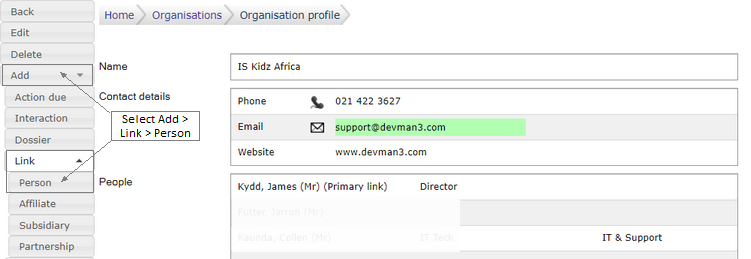 Back
Edit
Delete
Add
Action due
Interaction
Dossier
Link
Person
Affiliate
Subsidiary
Partnership
Select Add >
Link > Person
Home Organisations Organisation profile
Name IS Kidz Africa
Contact details
Phone 021 422 3627
Email support@devman3.com
Website www.devman3.com
People
Kydd, James (Mr) (Primary link) Director
Futter, Jarron (Mr)
Kaunda, Collen (Mr) IT Tech IT & Support